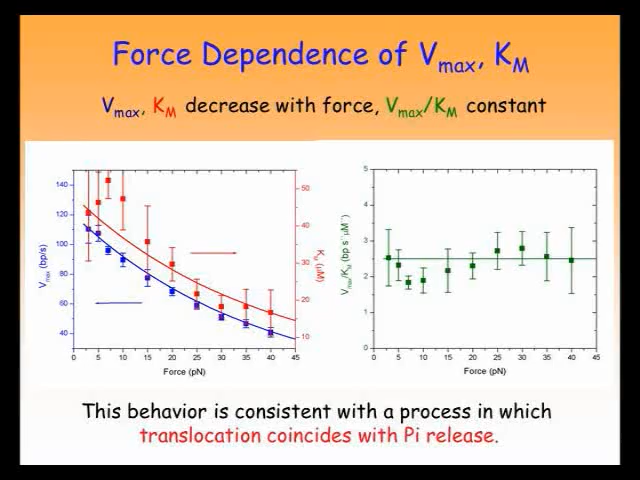 Force Dependence of Vmax, KM
Vmax, KM decrease with force, Vmax/KM constant
140
120
100
80
60
40
Vmax (bp/s)
50
40
30
20
10
KM (μM)
0 5 10 15 20 25 30 35 40 45
Force (pN)
5
4
3
2
1
0
Vmax/KM (bp s⁻¹ μM⁻¹)
0 5 10 15 20 25 30 35 40 45
Force (pN)
This behavior is consistent with a process in which
translocation coincides with Pi release.